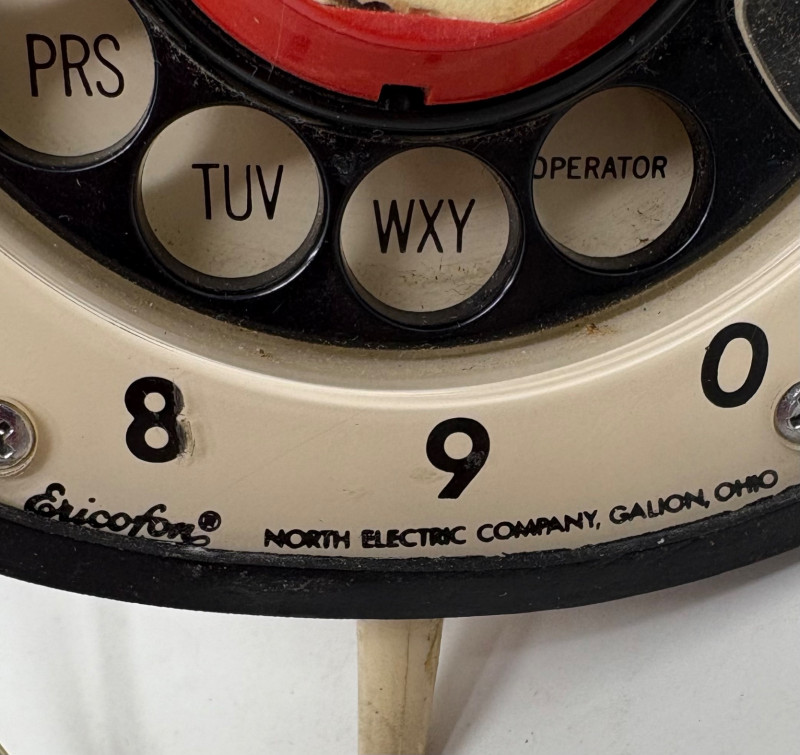 PRS
TUV
WXY
OPERATOR
8
9
0
Ericofon®
NORTH ELECTRIC COMPANY, GALION, OHIO